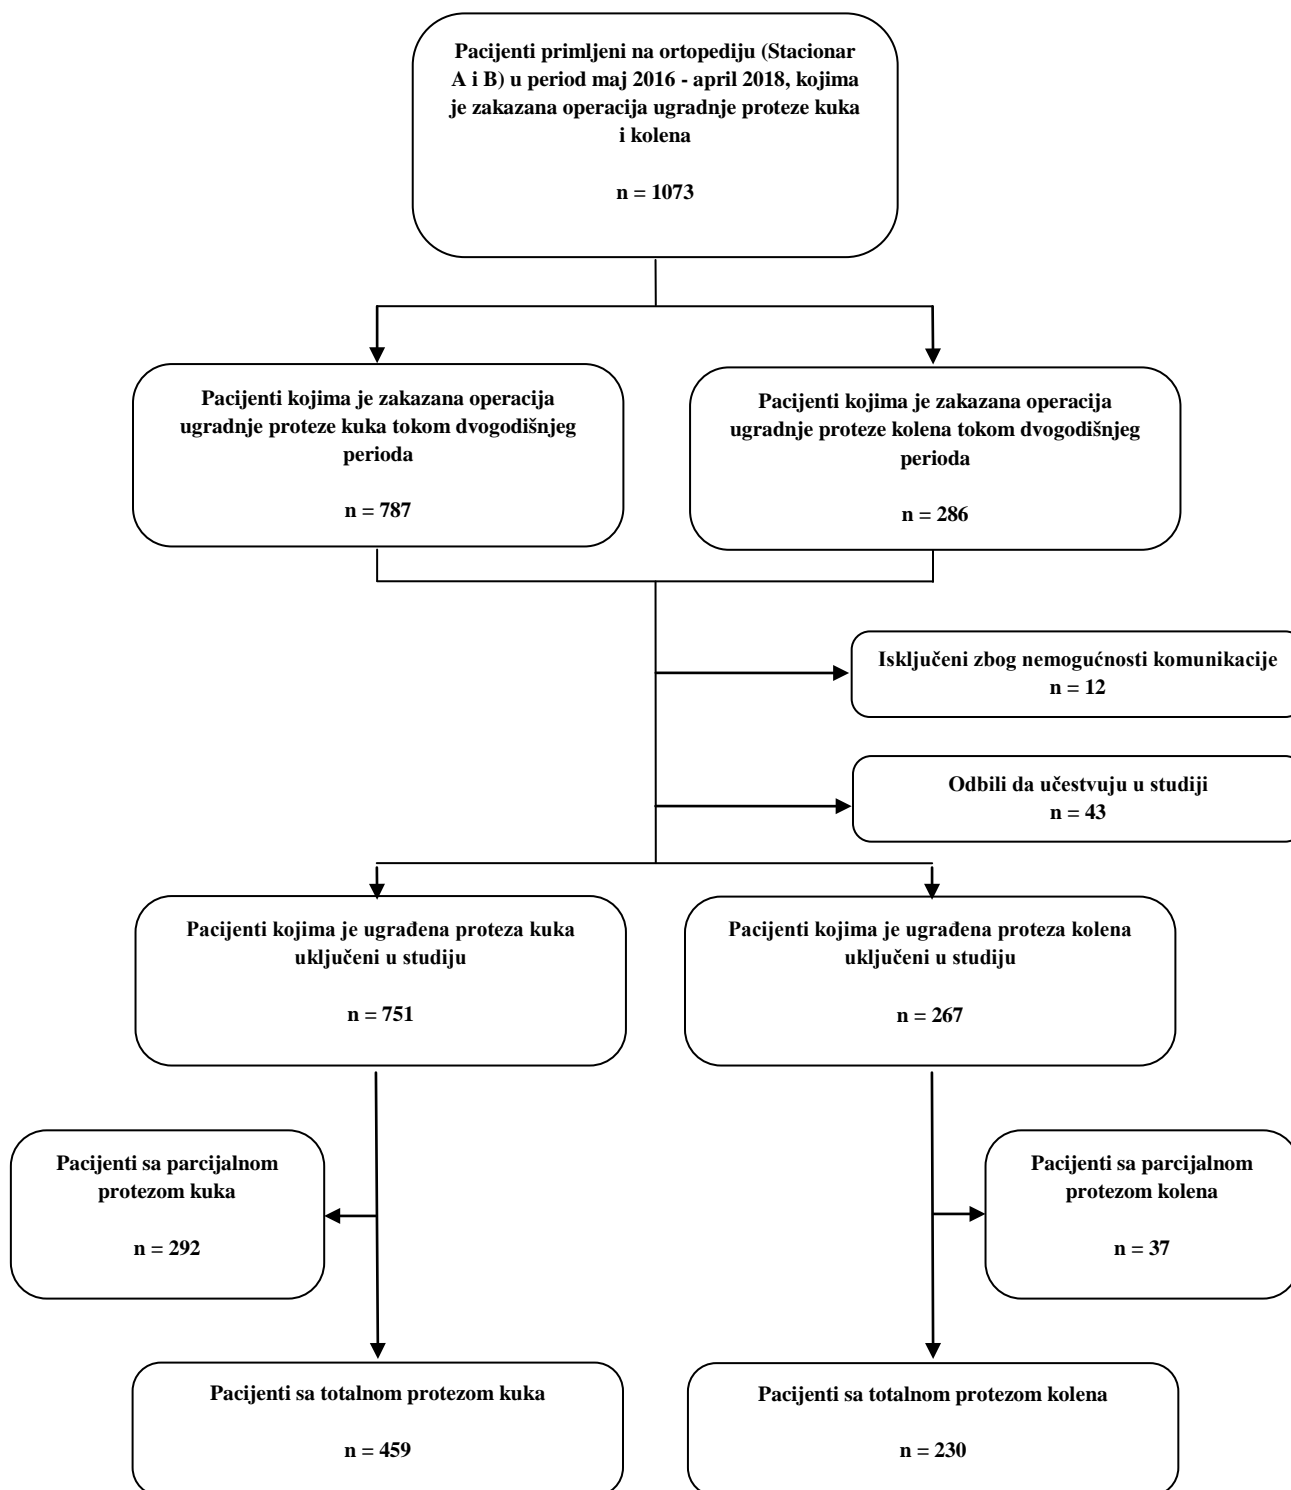 Pacijenti primljeni na ortopediju (Stacionar
A i B) u period maj 2016 - april 2018, kojima
je zakazana operacija ugradnje proteze kuka
i kolena
n = 1073
Pacijenti kojima je zakazana operacija
ugradnje proteze kuka tokom dvogodišnjeg
perioda
n = 787
Pacijenti kojima je zakazana operacija
ugradnje proteze kolena tokom dvogodišnjeg
perioda
n = 286
Isključeni zbog nemogućnosti komunikacije
n = 12
Odbili da učestvuju u studiji
n = 43
Pacijenti kojima je ugrađena proteza kuka
uključeni u studiju
n = 751
Pacijenti kojima je ugrađena proteza kolena
uključeni u studiju
n = 267
Pacijenti sa parcijalnom
protezom kuka
n = 292
Pacijenti sa parcijalnom
protezom kolena
n = 37
Pacijenti sa totalnom protezom kuka
n = 459
Pacijenti sa totalnom protezom kolena
n = 230